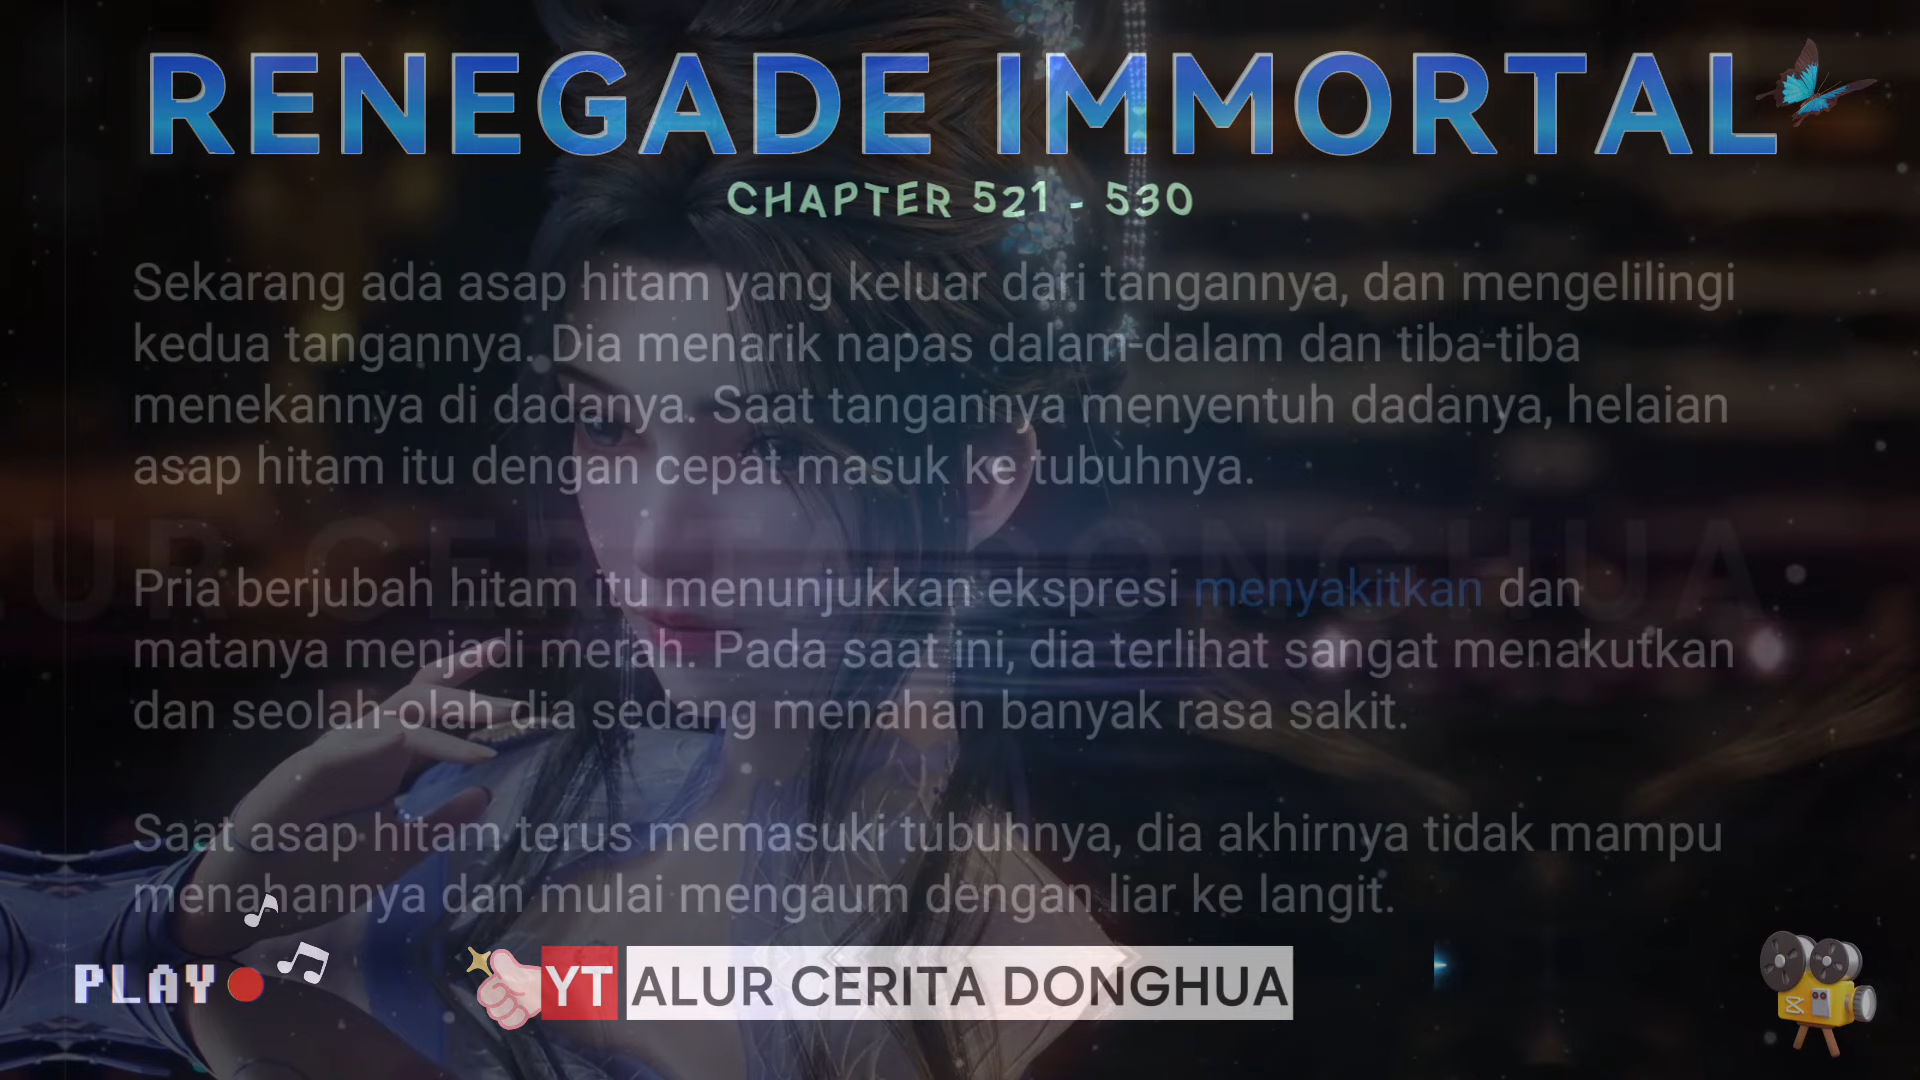 RENEGADE IMMORTAL
CHAPTER 521 - 530
Sekarang ada asap hitam yang keluar dari tangannya, dan mengelilingi
kedua tangannya. Dia menarik napas dalam-dalam dan tiba-tiba
menekannya di dadanya. Saat tangannya menyentuh dadanya, helaian
asap hitam itu dengan cepat masuk ke tubuhnya.
UR CERITA DONGHUA
Pria berjubah hitam itu menunjukkan ekspresi menyakitkan dan
matanya menjadi merah. Pada saat ini, dia terlihat sangat menakutkan
dan seolah-olah dia sedang menahan banyak rasa sakit.
Saat asap hitam terus memasuki tubuhnya, dia akhirnya tidak mampu
menahannya dan mulai mengaum dengan liar ke langit.
PLAY
YT ALUR CERITA DONGHUA